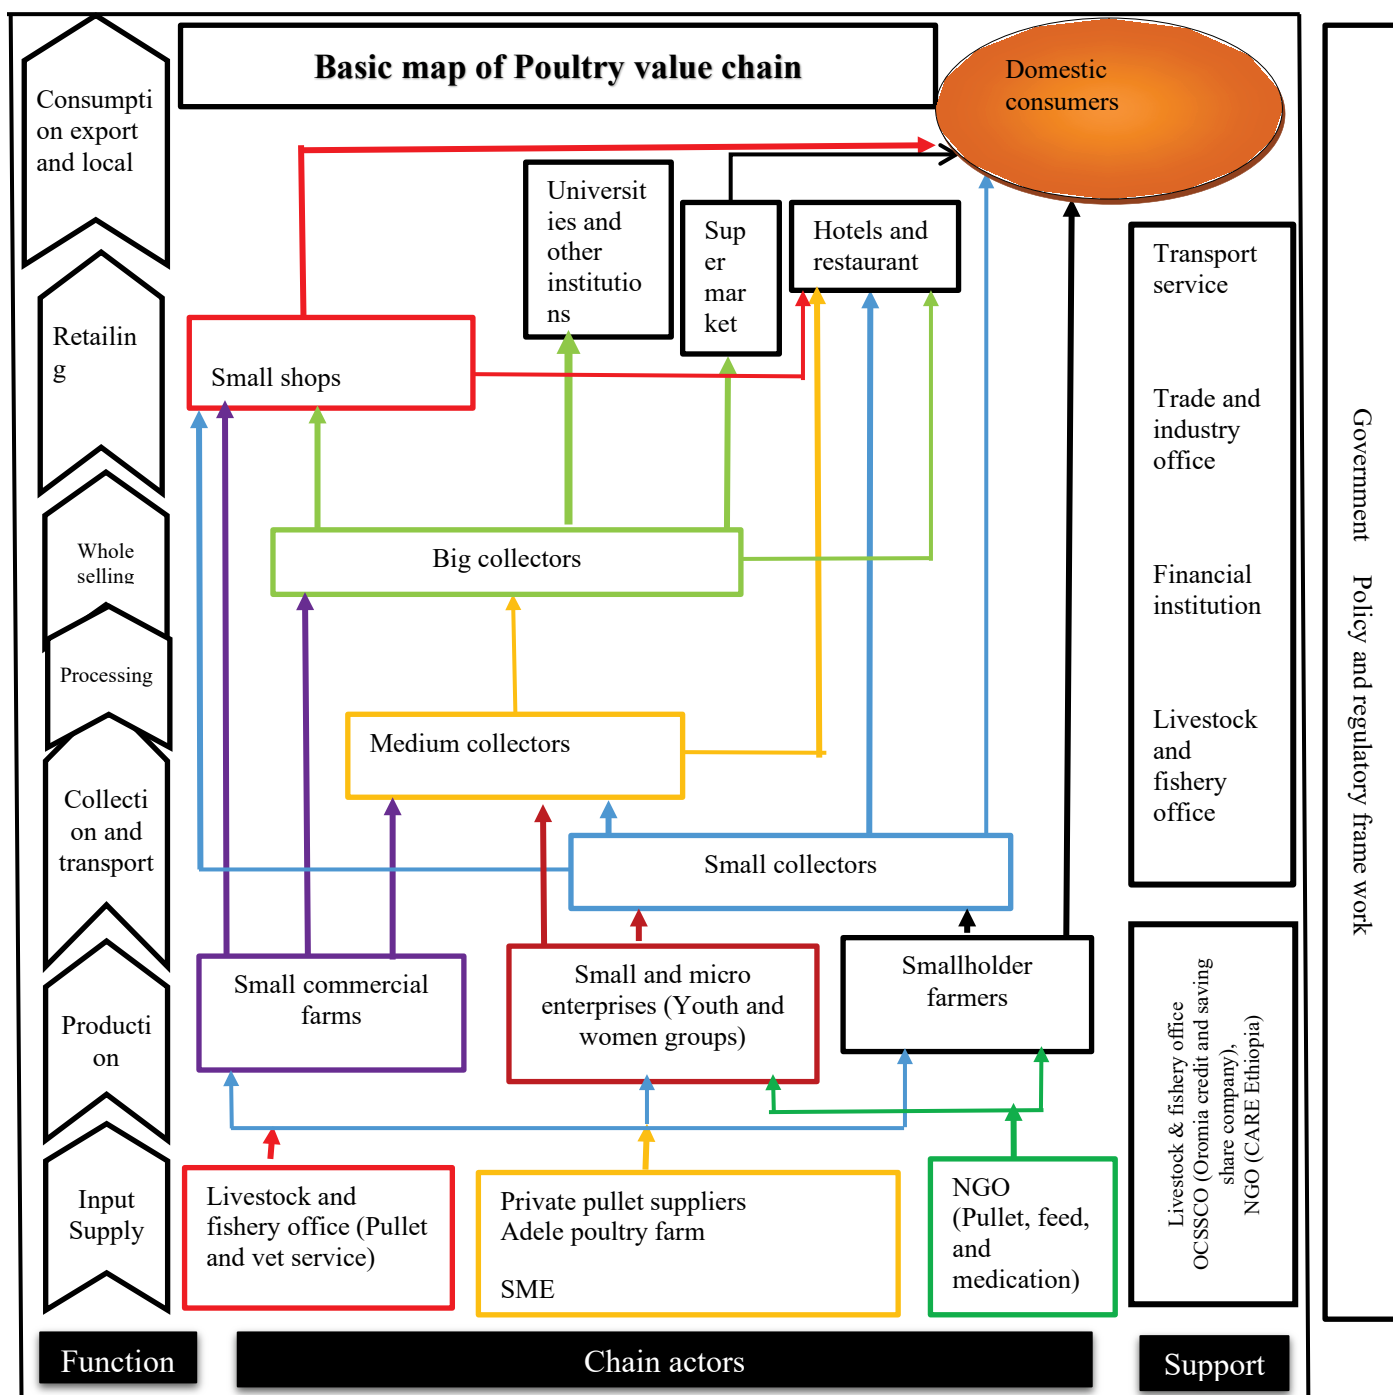 Basic map of Poultry value chain
Domestic
consumers
Consumpti
on export
and local
Universit
ies and
other
institutio
ns
Sup
er
mar
ket
Hotels and
restaurant
Transport
service
Trade and
industry
office
Financial
institution
Livestock
and
fishery
office
Government Policy and regulatory frame work
Retailin
g
Small shops
Whole
selling
Big collectors
Processing
Medium collectors
Collecti
on and
transport
Small collectors
Producti
on
Small commercial
farms
Small and micro
enterprises (Youth and
women groups)
Smallholder
farmers
Livestock & fishery office
OCSSCO (Oromia credit and saving
share company),
NGO (CARE Ethiopia)
Input
Supply
Livestock and
fishery office (Pullet
and vet service)
Private pullet suppliers
Adele poultry farm
SME
NGO
(Pullet, feed,
and
medication)
Function
Chain actors
Support